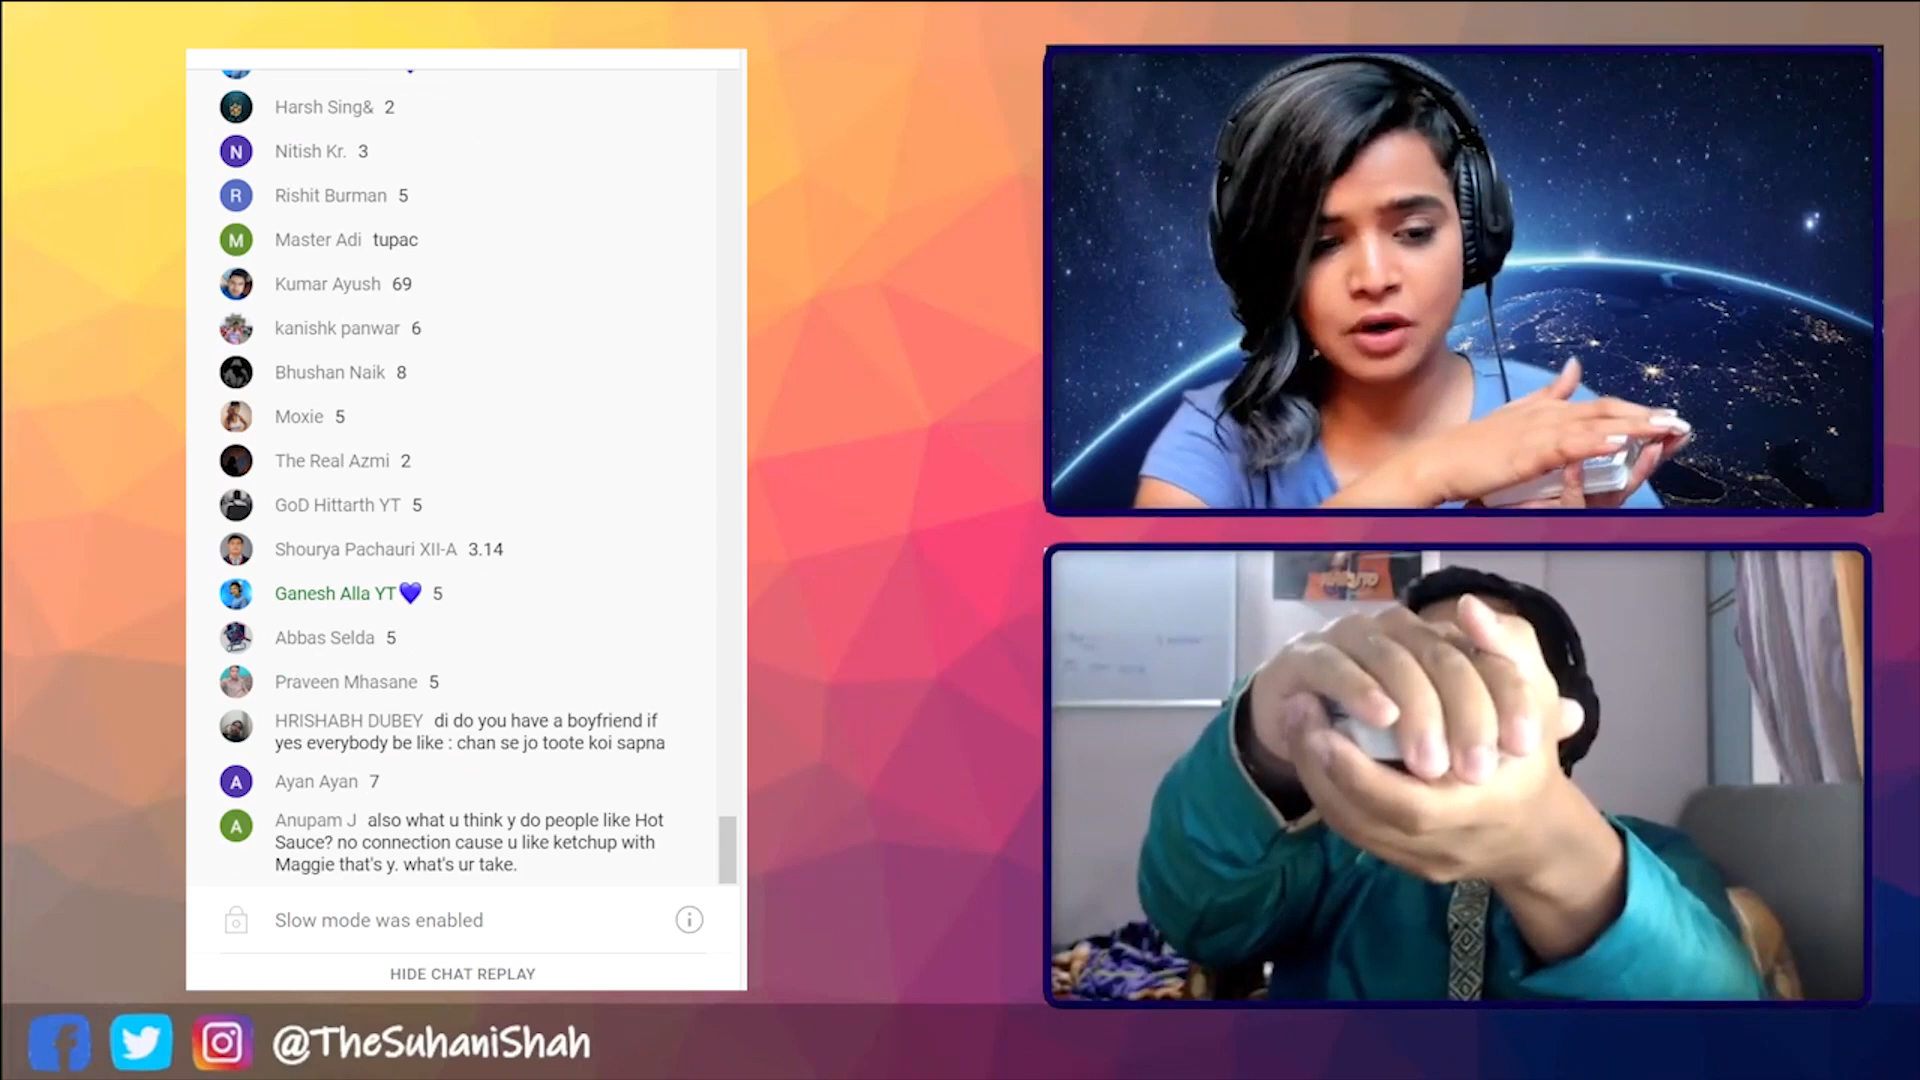 Harsh Sing& 2
N Nitish Kr. 3
R Rishit Burman 5
M Master Adi tupac
Kumar Ayush 69
kanishk panwar 6
Bhushan Naik 8
Moxie 5
The Real Azmi 2
GoD Hittarth YT 5
Shourya Pachauri XII-A 3.14
Ganesh Alla YT💜 5
Abbas Selda 5
Praveen Mhasane 5
HRISHABH DUBEY di do you have a boyfriend if
yes everybody be like : chan se jo toote koi sapna
A Ayan Ayan 7
A Anupam J also what u think y do people like Hot
Sauce? no connection cause u like ketchup with
Maggie that's y. what's ur take.
Slow mode was enabled
HIDE CHAT REPLAY
NARUTO
@TheSuhaniShah